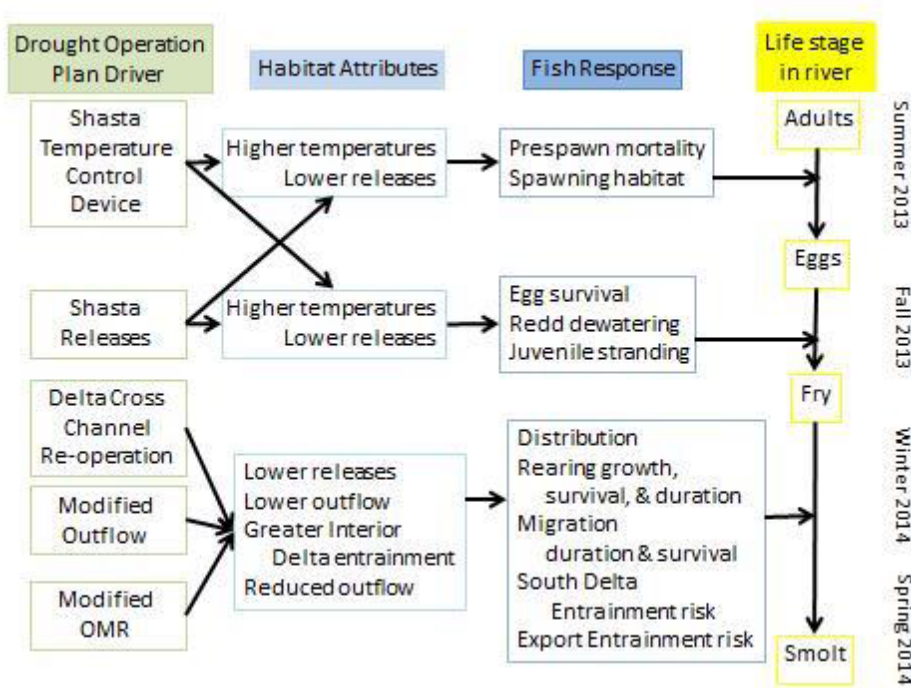 Drought Operation
Plan Driver
Habitat Attributes
Fish Response
Life stage
in river
Shasta
Temperature
Control
Device
Higher temperatures
Lower releases
Prespawn mortality
Spawning habitat
Adults
Summer 2013
Eggs
Shasta
Releases
Higher temperatures
Lower releases
Egg survival
Redd dewatering
Juvenile stranding
Fall 2013
Fry
Delta Cross
Channel
Re-operation
Modified
Outflow
Modified
OMR
Lower releases
Lower outflow
Greater Interior
Delta entrainment
Reduced outflow
Distribution
Rearing growth,
survival, & duration
Migration
duration & survival
South Delta
Entrainment risk
Export Entrainment risk
Winter 2014
Spring 2014
Smolt